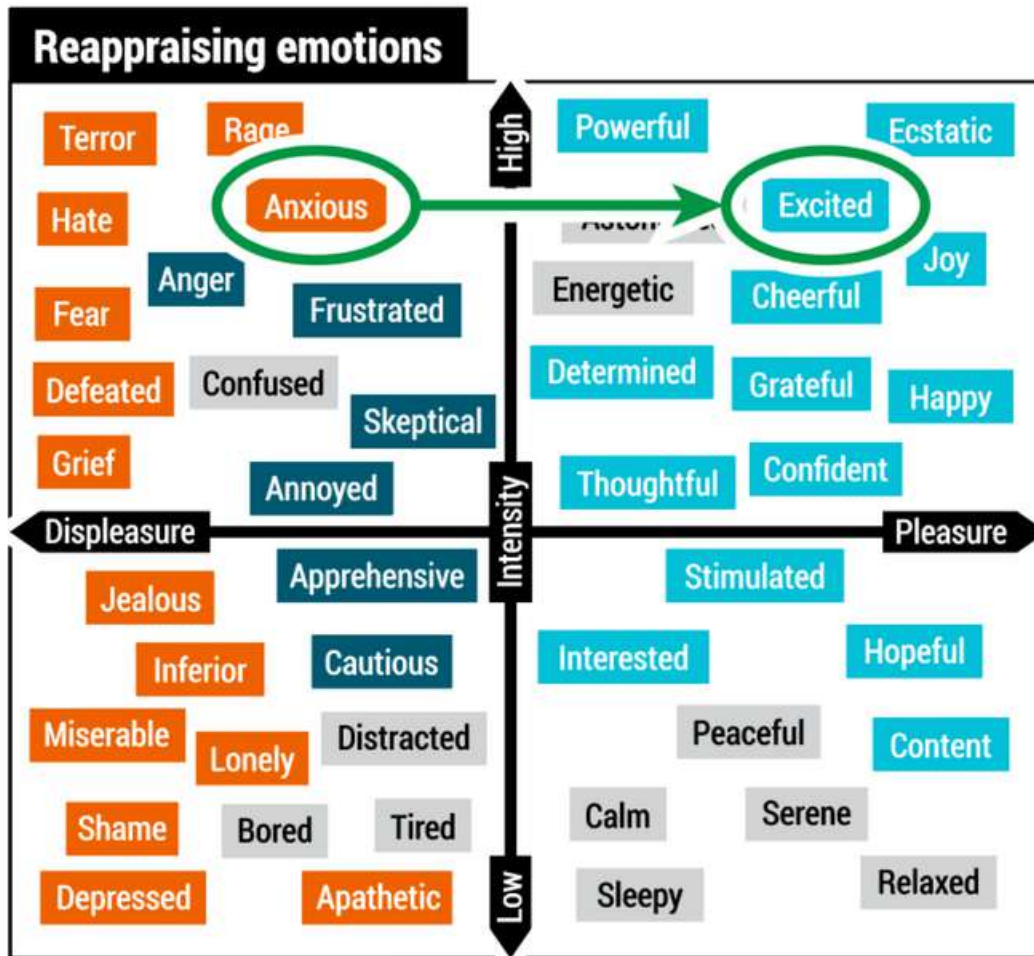 Reappraising emotions
High
Terror
Rage
Powerful
Ecstatic
Anxious
Excited
Hate
Anger
Joy
Energetic
Cheerful
Fear
Frustrated
Defeated
Confused
Determined
Grateful
Happy
Skeptical
Grief
Annoyed
Thoughtful
Confident
Displeasure
Intensity
Pleasure
Apprehensive
Stimulated
Jealous
Inferior
Cautious
Interested
Hopeful
Miserable
Lonely
Distracted
Peaceful
Content
Shame
Bored
Tired
Calm
Serene
Depressed
Apathetic
Low
Sleepy
Relaxed